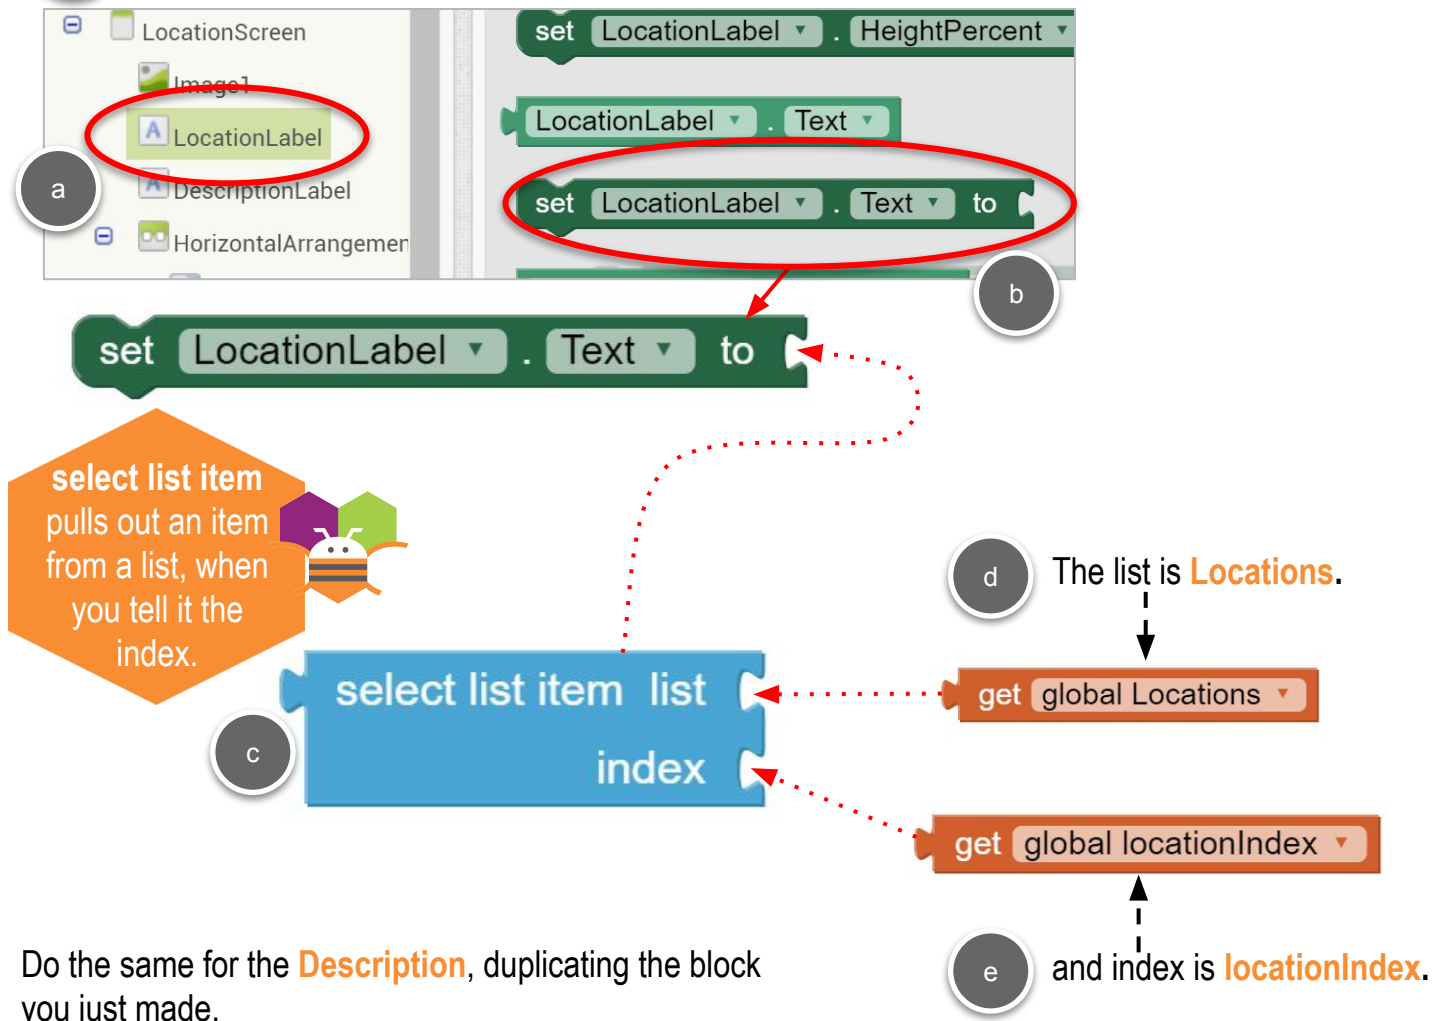 LocationScreen
Image1
LocationLabel
DescriptionLabel
HorizontalArrangemen
a
set LocationLabel . HeightPercent
LocationLabel . Text
set LocationLabel . Text to
b
set LocationLabel . Text to
select list item
pulls out an item
from a list, when
you tell it the
index.
d
The list is Locations.
c
select list item list
index
get global Locations
get global locationIndex
e
and index is locationIndex.
Do the same for the Description, duplicating the block
you just made.